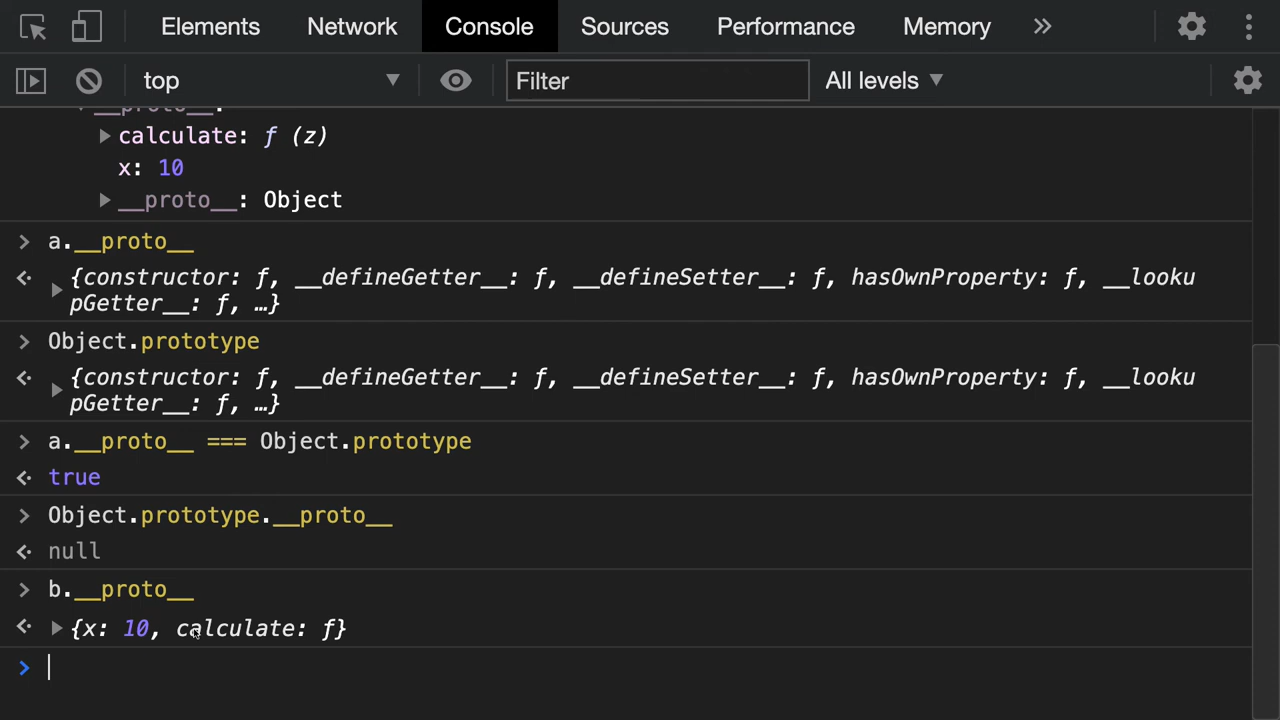 Elements Network Console Sources Performance Memory »
top Filter All levels
__proto__:
calculate: ƒ (z)
x: 10
__proto__: Object
> a.__proto__
{constructor: ƒ, __defineGetter__: ƒ, __defineSetter__: ƒ, hasOwnProperty: ƒ, __looku
pGetter__: ƒ, …}
> Object.prototype
{constructor: ƒ, __defineGetter__: ƒ, __defineSetter__: ƒ, hasOwnProperty: ƒ, __looku
pGetter__: ƒ, …}
> a.__proto__ === Object.prototype
true
> Object.prototype.__proto__
null
> b.__proto__
{x: 10, calculate: ƒ}
>